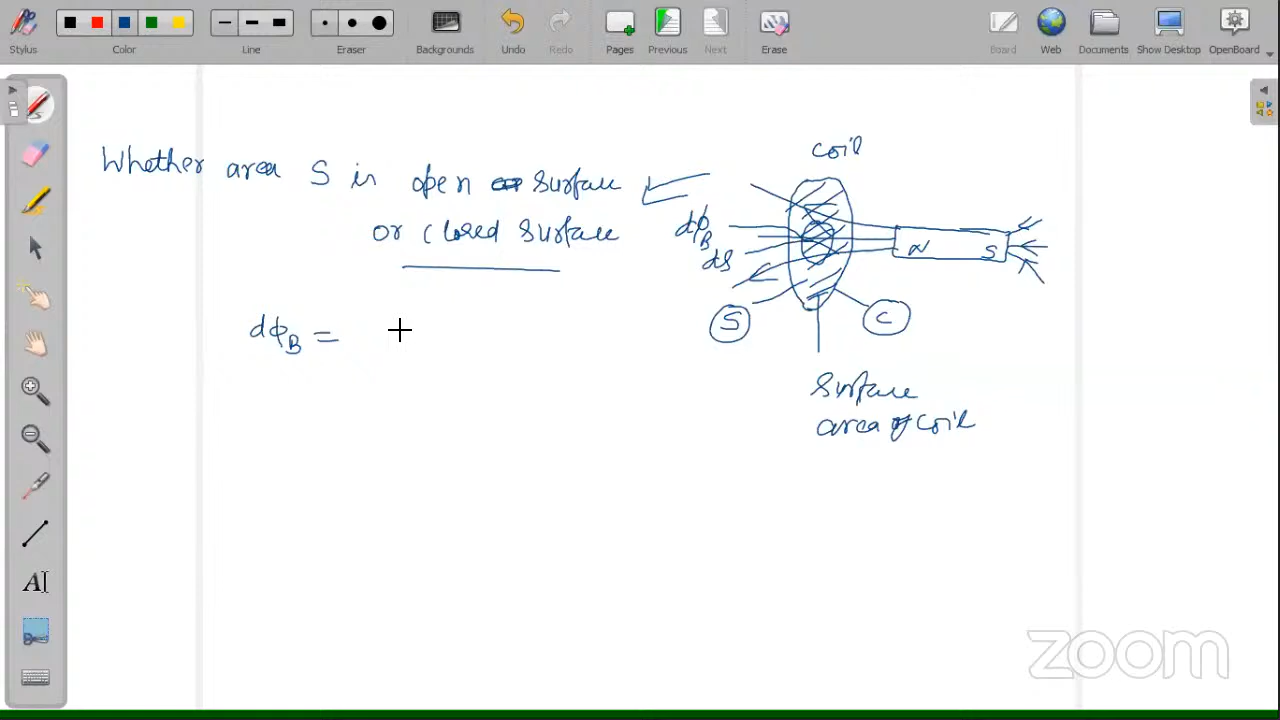 Stylus
Color
Line
Eraser
Backgrounds
Undo
Redo
Pages
Previous
Next
Erase
Board
Web
Documents
Show Desktop
OpenBoard
coil
Whether area S is open surface
or closed surface
dϕB
dS
N S
S
C
dϕB =
Surface
area of coil
AI
zoom